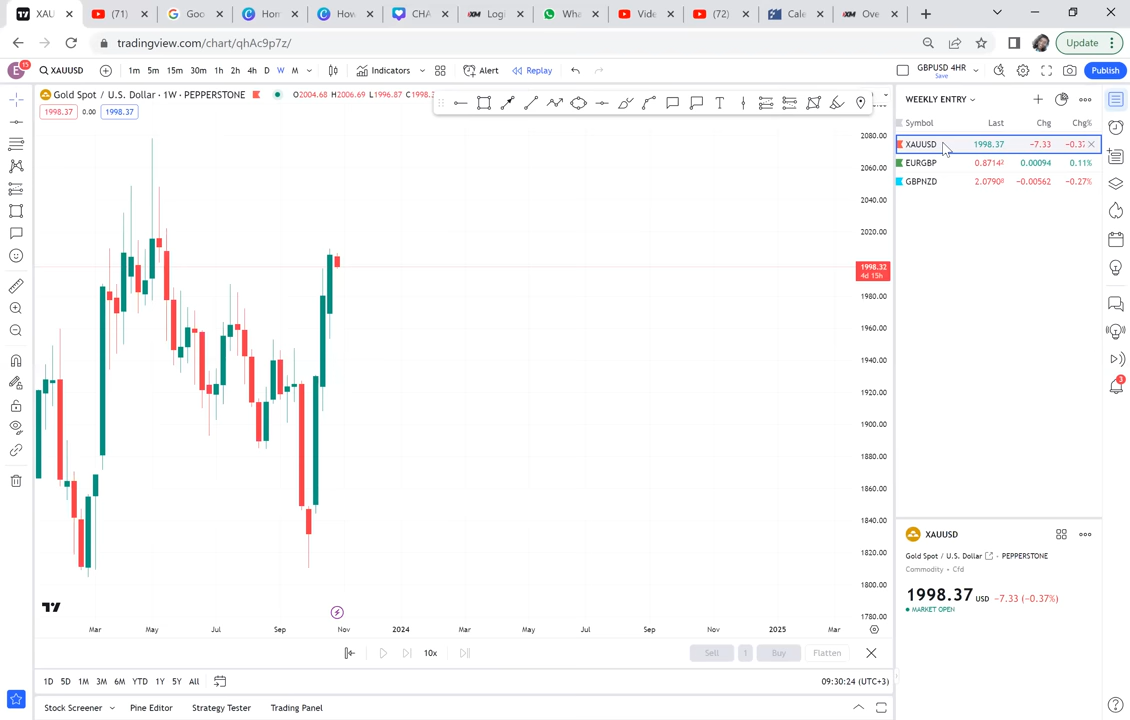 XAU
(71)
Goo
Hon
How
CHA
Logi
Wha
Vide
(72)
Cale
Ove
tradingview.com/chart/qhAc9p7z/
Update
E
15
XAUUSD
1m 5m 15m 30m 1h 2h 4h D W M
Indicators
Alert
Replay
GBPUSD 4HR
Save
Publish
Gold Spot / U.S. Dollar · 1W · PEPPERSTONE
O2004.68 H2006.69 L1996.87 C1998.
1998.37 0.00 1998.37
WEEKLY ENTRY
Symbol Last Chg Chg%
XAUUSD 1998.37 −7.33 −0.37
EURGBP 0.87142 0.00094 0.11%
GBPNZD 2.07908 −0.00562 −0.27%
2080.00
2060.00
2040.00
2020.00
1998.32
4d 15h
1980.00
1960.00
1940.00
1920.00
1900.00
1880.00
1860.00
1840.00
1820.00
1800.00
1780.00
3
Mar May Jul Sep Nov 2024 Mar May Jul Sep Nov 2025 Mar
XAUUSD
Gold Spot / U.S. Dollar · PEPPERSTONE
Commodity • Cfd
1998.37 USD −7.33 (−0.37%)
MARKET OPEN
10x
Sell 1 Buy Flatten
1D 5D 1M 3M 6M YTD 1Y 5Y All
09:30:24 (UTC+3)
Stock Screener Pine Editor Strategy Tester Trading Panel